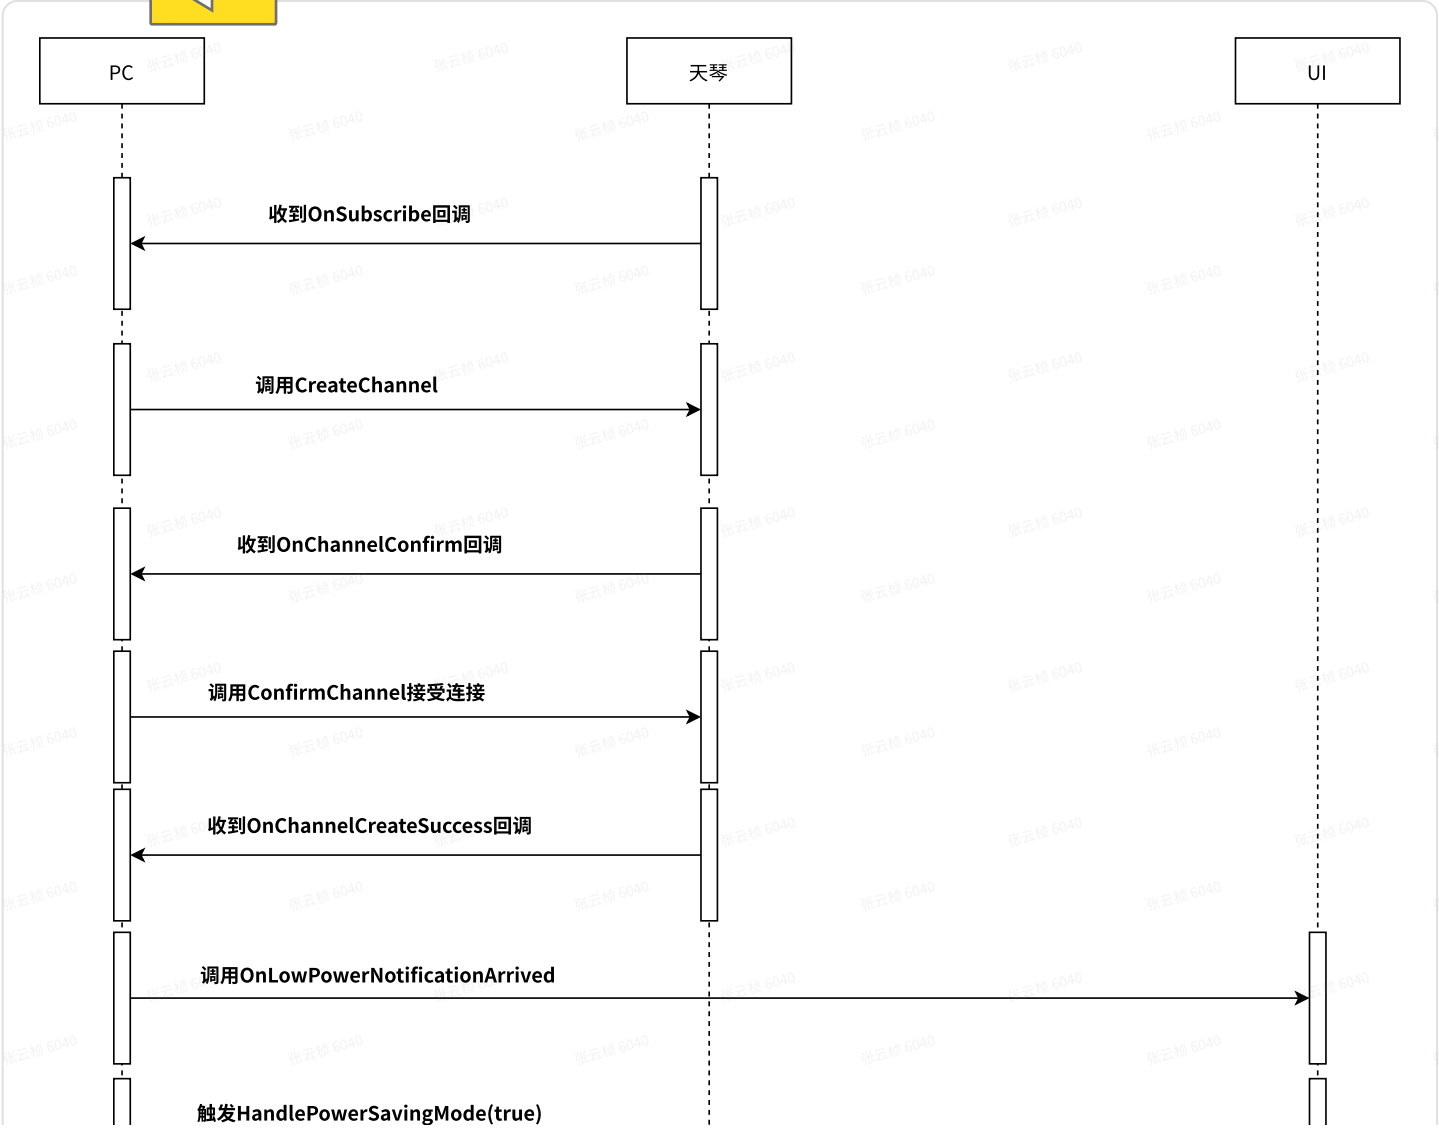 PC
天琴
UI
收到OnSubscribe回调
调用CreateChannel
收到OnChannelConfirm回调
调用ConfirmChannel接受连接
收到OnChannelCreateSuccess回调
调用OnLowPowerNotificationArrived
触发HandlePowerSavingMode(true)
张云桢 6040